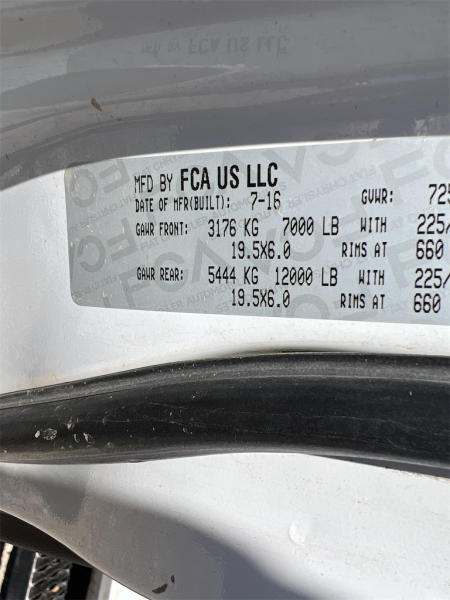 MFD BY FCA US LLC
DATE OF MFR(BUILT): 7-16 GVWR: 725
GAWR FRONT: 3176 KG 7000 LB WITH 225/
19.5X6.0 RIMS AT 660
GAWR REAR: 5444 KG 12000 LB WITH 225/
19.5X6.0 RIMS AT 660